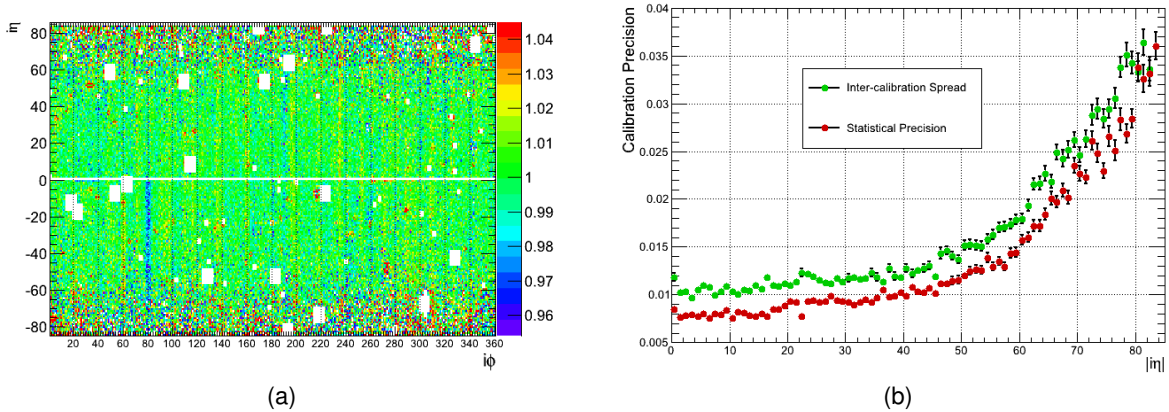 iη
80
60
40
20
0
-20
-40
-60
-80
20 40 60 80 100 120 140 160 180 200 220 240 260 280 300 320 340 360
iϕ
1.04
1.03
1.02
1.01
1
0.99
0.98
0.97
0.96
(a)
Calibration Precision
0.04
0.035
0.03
0.025
0.02
0.015
0.01
0.005
Inter-calibration Spread
Statistical Precision
0 10 20 30 40 50 60 70 80
|iη|
(b)